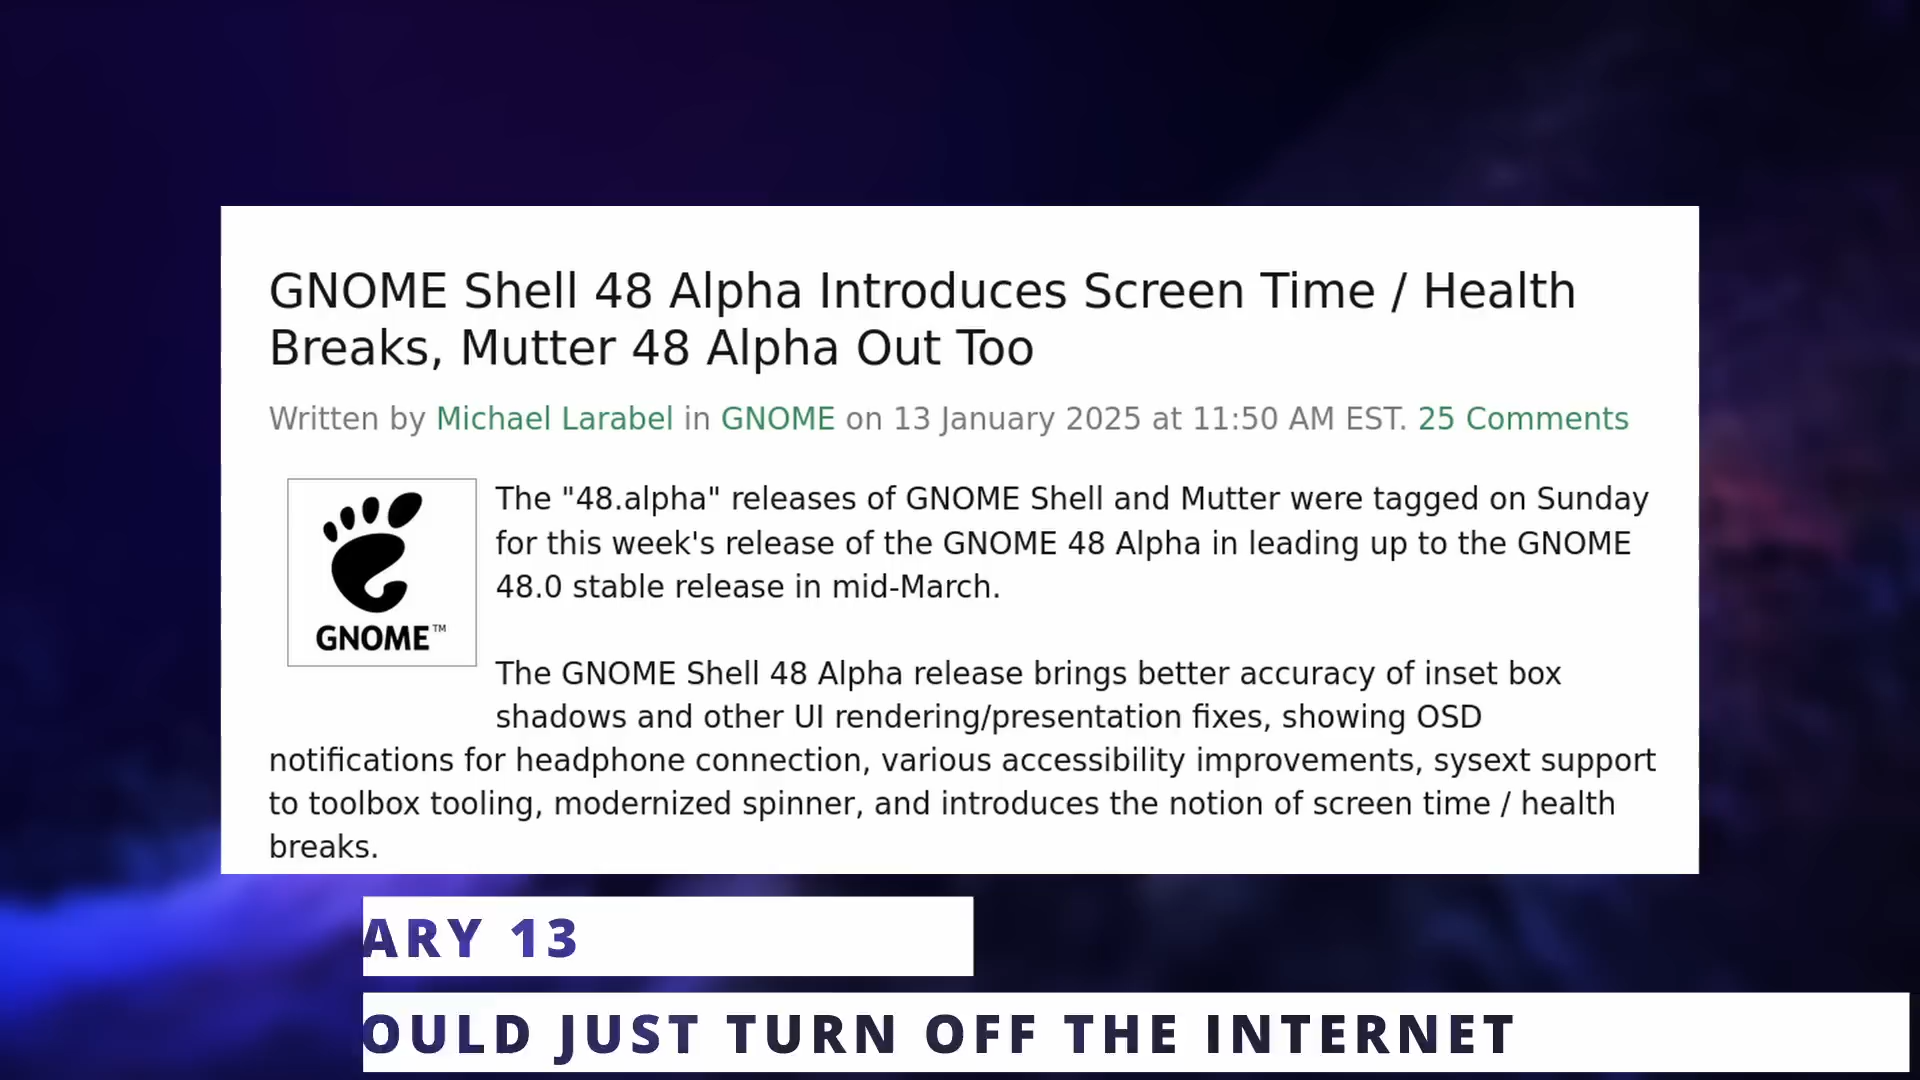 GNOME Shell 48 Alpha Introduces Screen Time / Health
Breaks, Mutter 48 Alpha Out Too
Written by Michael Larabel in GNOME on 13 January 2025 at 11:50 AM EST. 25 Comments
GNOME™
The "48.alpha" releases of GNOME Shell and Mutter were tagged on Sunday
for this week's release of the GNOME 48 Alpha in leading up to the GNOME
48.0 stable release in mid-March.
The GNOME Shell 48 Alpha release brings better accuracy of inset box
shadows and other UI rendering/presentation fixes, showing OSD
notifications for headphone connection, various accessibility improvements, sysext support
to toolbox tooling, modernized spinner, and introduces the notion of screen time / health
breaks.
ARY 13
OULD JUST TURN OFF THE INTERNET